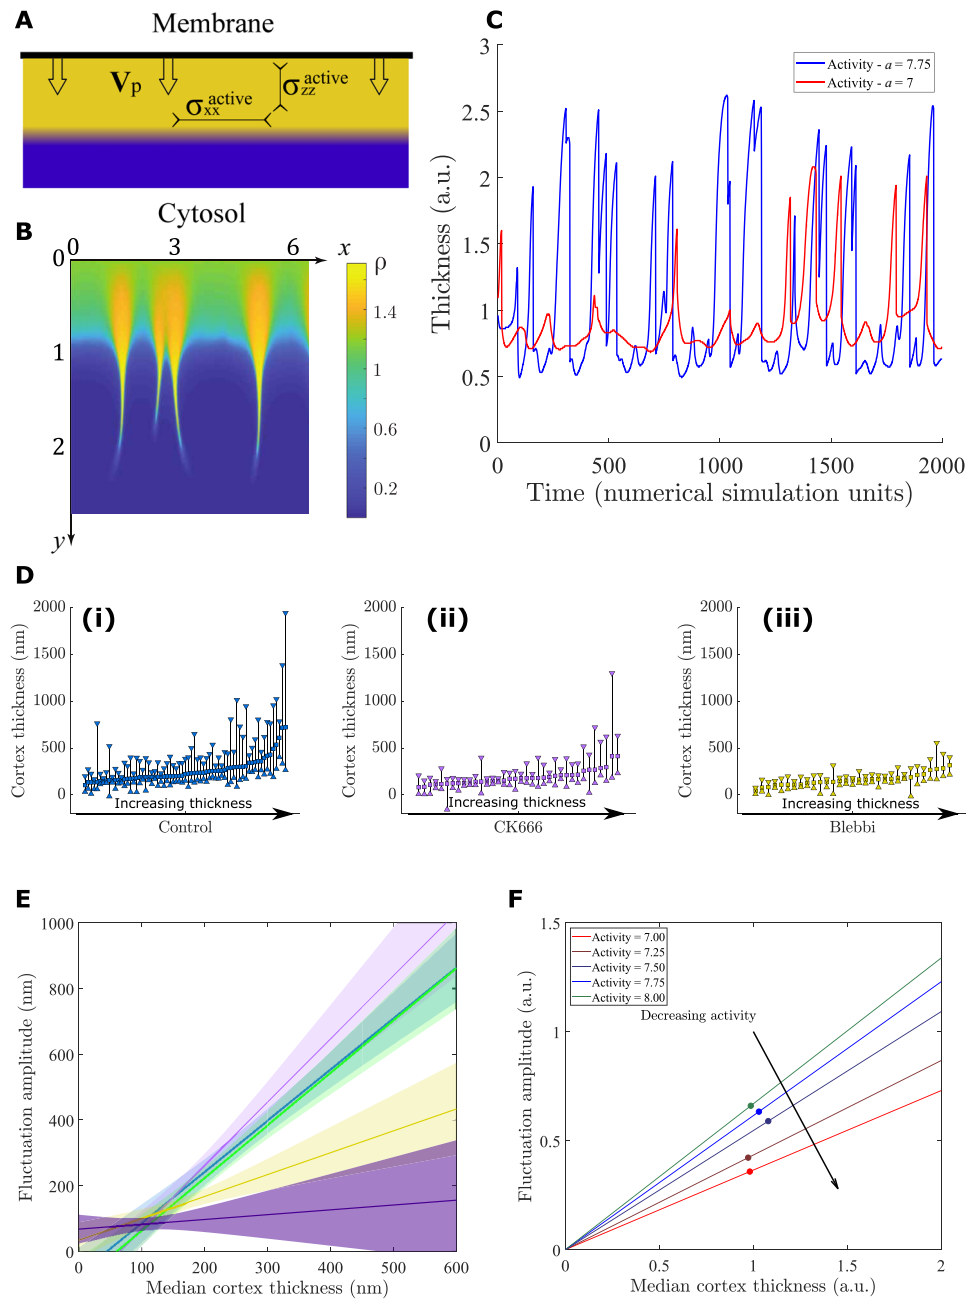 A
Membrane
Vp
σxx^active
σzz^active
Cytosol
B
0 3 6 x
0
1
2
y
ρ
1.4
1
0.6
0.2
C
3
2.5
2
1.5
1
0.5
0
Thickness (a.u.)
Activity - a = 7.75
Activity - a = 7
0 500 1000 1500 2000
Time (numerical simulation units)
D
(i)
2000
1500
1000
500
0
Cortex thickness (nm)
Increasing thickness
Control
(ii)
2000
1500
1000
500
0
Cortex thickness (nm)
Increasing thickness
CK666
(iii)
2000
1500
1000
500
0
Cortex thickness (nm)
Increasing thickness
Blebbi
E
1000
800
600
400
200
0
Fluctuation amplitude (nm)
0 100 200 300 400 500 600
Median cortex thickness (nm)
F
1.5
1
0.5
0
Fluctuation amplitude (a.u.)
Activity = 7.00
Activity = 7.25
Activity = 7.50
Activity = 7.75
Activity = 8.00
Decreasing activity
0 0.5 1 1.5 2
Median cortex thickness (a.u.)